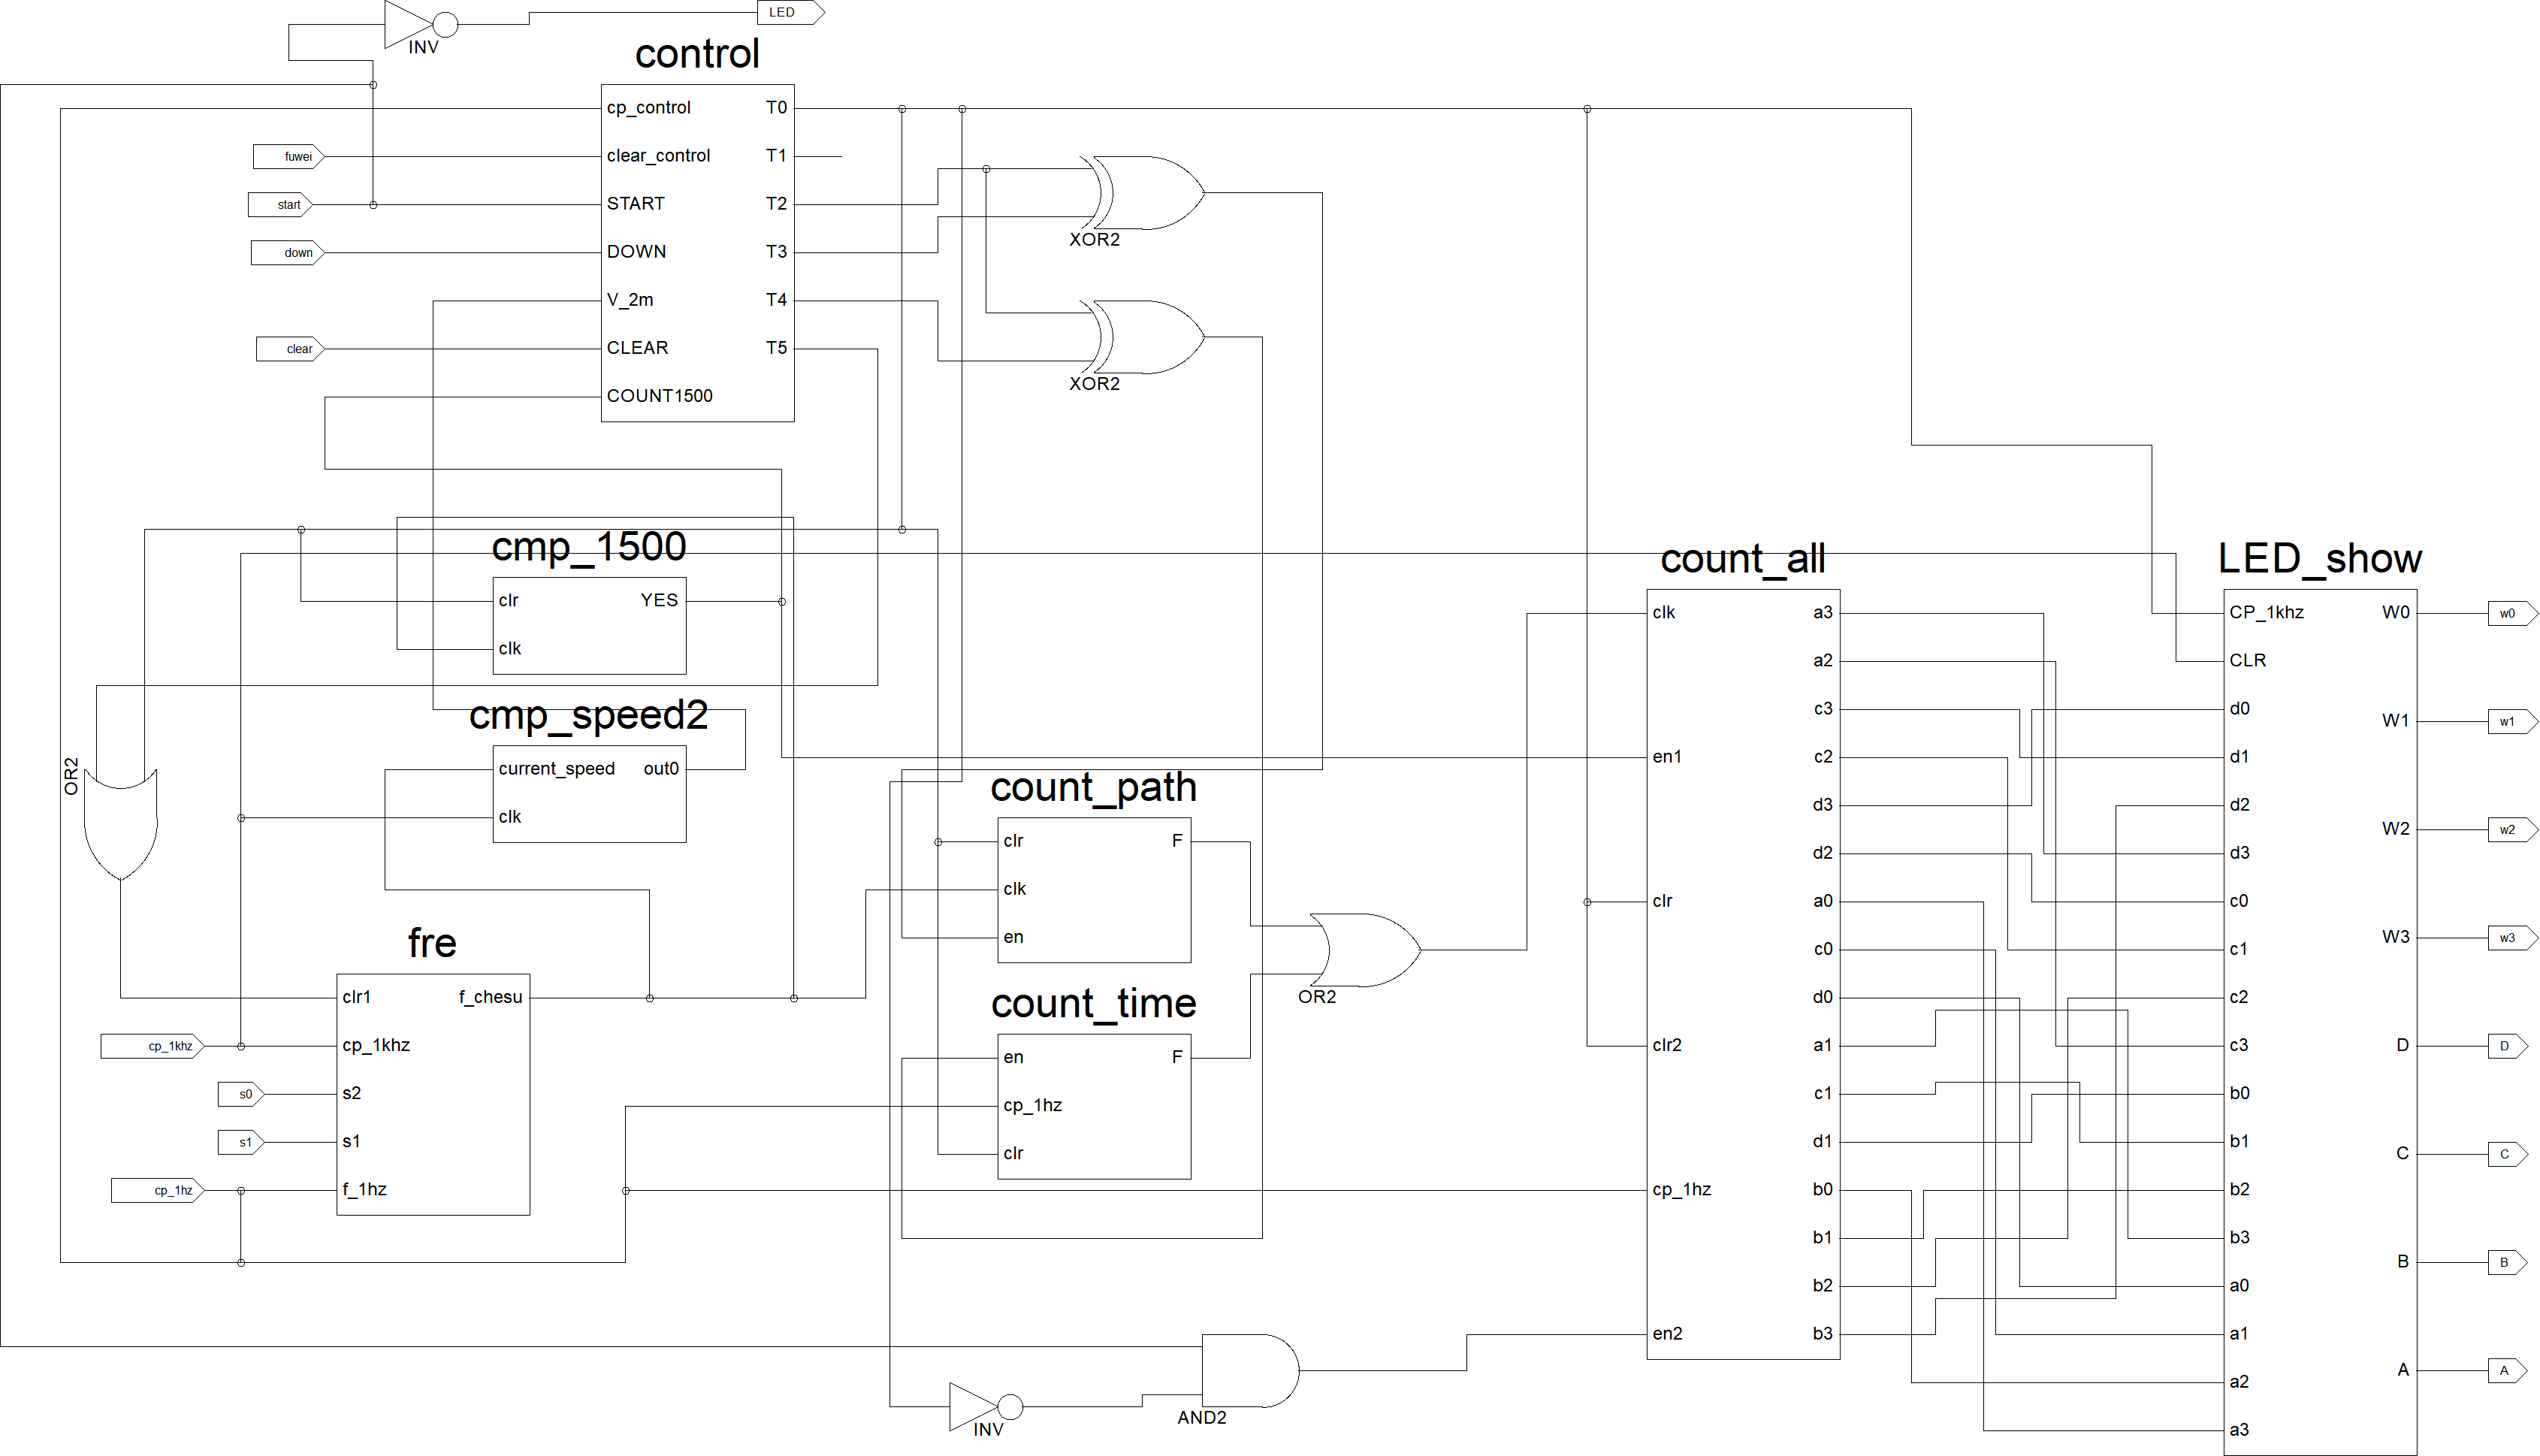 LED
INV
control
cp_control
T0
fuwei
clear_control
T1
start
START
T2
down
DOWN
T3
XOR2
V_2m
T4
clear
CLEAR
T5
XOR2
COUNT1500
cmp_1500
clr
YES
clk
cmp_speed2
current_speed
out0
clk
OR2
count_path
clr
F
clk
en
fre
clr1
f_chesu
cp_1khz
cp_1khz
s0
s2
s1
s1
cp_1hz
f_1hz
count_time
en
F
cp_1hz
clr
OR2
INV
AND2
count_all
clk
a3
a2
c3
en1
c2
d3
d2
clr
a0
c0
d0
clr2
a1
c1
d1
cp_1hz
b0
b1
b2
en2
b3
LED_show
CP_1khz
W0
w0
CLR
d0
W1
w1
d1
d2
W2
w2
d3
c0
W3
w3
c1
c2
c3
D
D
b0
b1
C
C
b2
b3
B
B
a0
a1
A
A
a2
a3